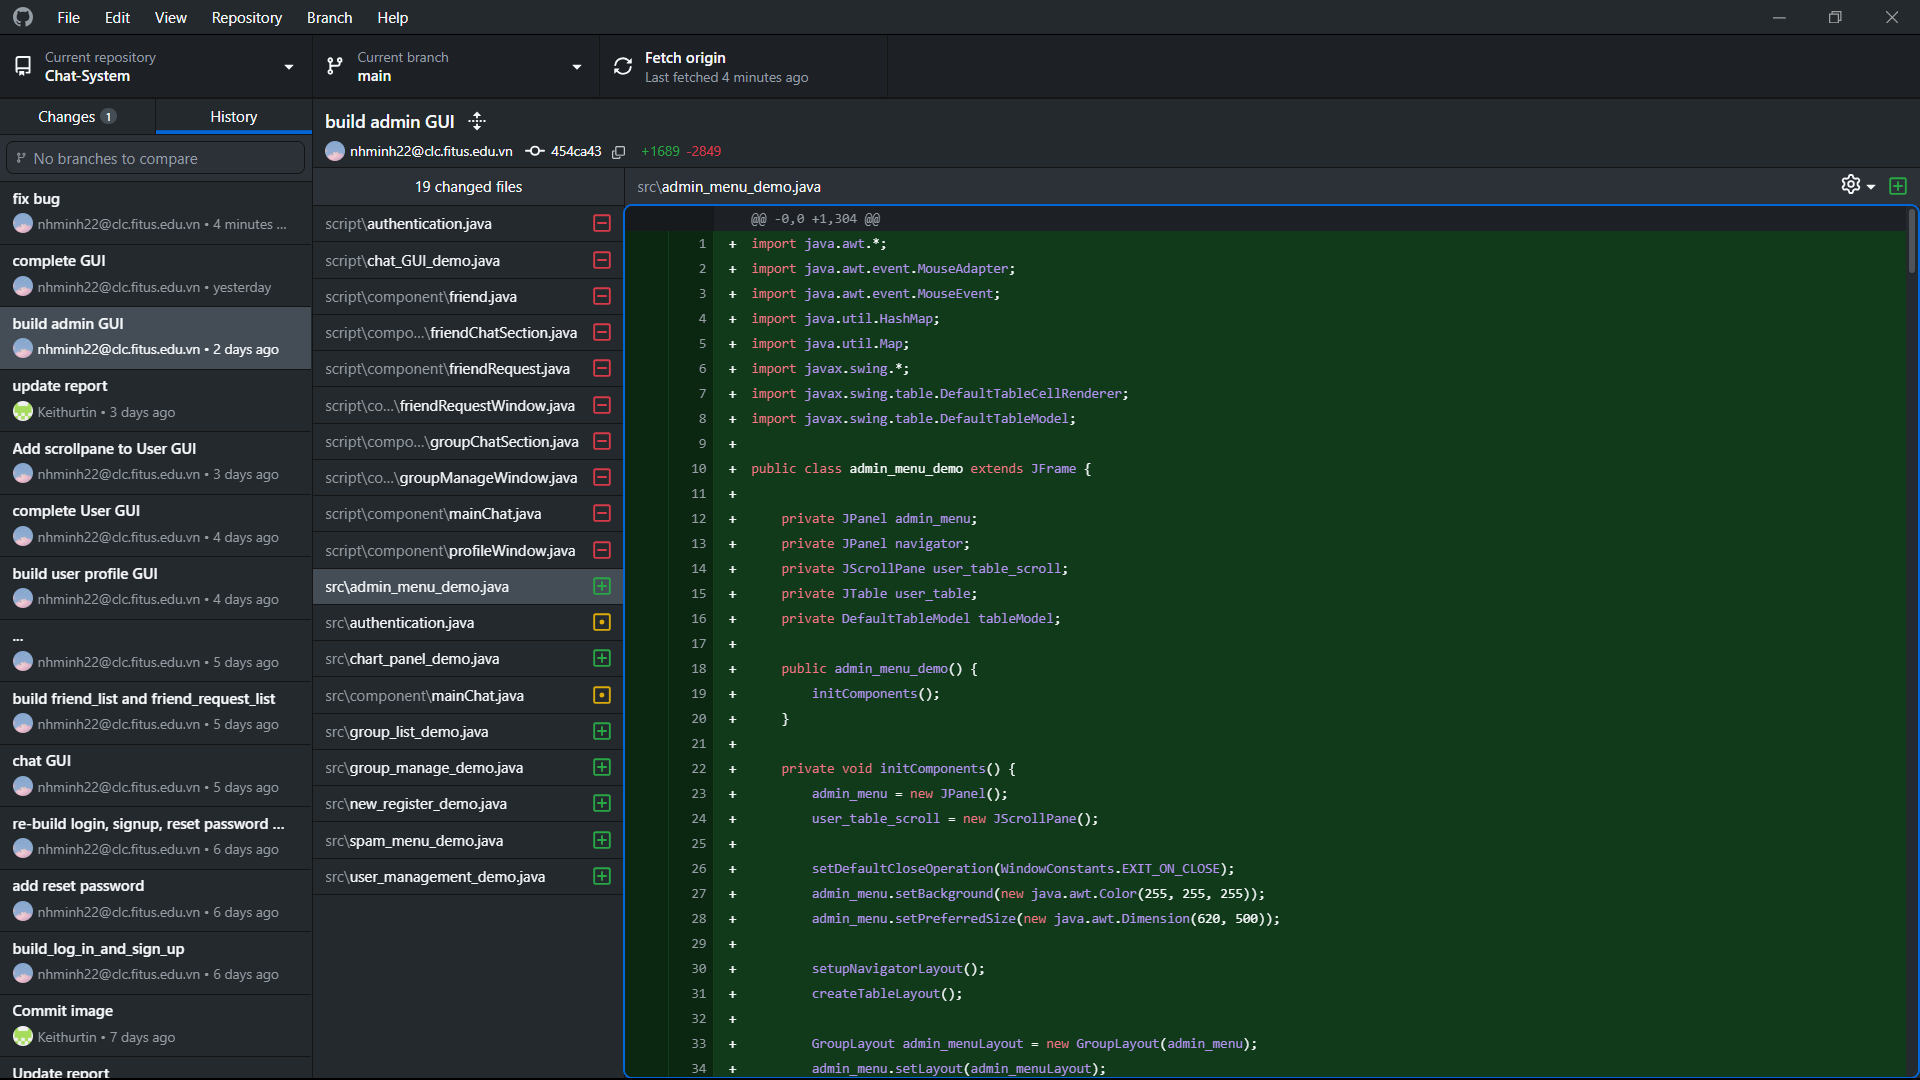 File Edit View Repository Branch Help
Current repository
Chat-System
Current branch
main
Fetch origin
Last fetched 4 minutes ago
Changes 1
History
No branches to compare
fix bug
nhminh22@clc.fitus.edu.vn • 4 minutes ...
complete GUI
nhminh22@clc.fitus.edu.vn • yesterday
build admin GUI
nhminh22@clc.fitus.edu.vn • 2 days ago
update report
Keithurtin • 3 days ago
Add scrollpane to User GUI
nhminh22@clc.fitus.edu.vn • 3 days ago
complete User GUI
nhminh22@clc.fitus.edu.vn • 4 days ago
build user profile GUI
nhminh22@clc.fitus.edu.vn • 4 days ago
...
nhminh22@clc.fitus.edu.vn • 5 days ago
build friend_list and friend_request_list
nhminh22@clc.fitus.edu.vn • 5 days ago
chat GUI
nhminh22@clc.fitus.edu.vn • 5 days ago
re-build login, signup, reset password ...
nhminh22@clc.fitus.edu.vn • 6 days ago
add reset password
nhminh22@clc.fitus.edu.vn • 6 days ago
build_log_in_and_sign_up
nhminh22@clc.fitus.edu.vn • 6 days ago
Commit image
Keithurtin • 7 days ago
Update report
build admin GUI
nhminh22@clc.fitus.edu.vn 454ca43 +1689 -2849
19 changed files
script\authentication.java
script\chat_GUI_demo.java
script\component\friend.java
script\compo...\friendChatSection.java
script\component\friendRequest.java
script\co...\friendRequestWindow.java
script\compo...\groupChatSection.java
script\co...\groupManageWindow.java
script\component\mainChat.java
script\component\profileWindow.java
src\admin_menu_demo.java
src\authentication.java
src\chart_panel_demo.java
src\component\mainChat.java
src\group_list_demo.java
src\group_manage_demo.java
src\new_register_demo.java
src\spam_menu_demo.java
src\user_management_demo.java
src\admin_menu_demo.java
@@ -0,0 +1,304 @@
1 + import java.awt.*;
2 + import java.awt.event.MouseAdapter;
3 + import java.awt.event.MouseEvent;
4 + import java.util.HashMap;
5 + import java.util.Map;
6 + import javax.swing.*;
7 + import javax.swing.table.DefaultTableCellRenderer;
8 + import javax.swing.table.DefaultTableModel;
9 +
10 + public class admin_menu_demo extends JFrame {
11 +
12 + private JPanel admin_menu;
13 + private JPanel navigator;
14 + private JScrollPane user_table_scroll;
15 + private JTable user_table;
16 + private DefaultTableModel tableModel;
17 +
18 + public admin_menu_demo() {
19 + initComponents();
20 + }
21 +
22 + private void initComponents() {
23 + admin_menu = new JPanel();
24 + user_table_scroll = new JScrollPane();
25 +
26 + setDefaultCloseOperation(WindowConstants.EXIT_ON_CLOSE);
27 + admin_menu.setBackground(new java.awt.Color(255, 255, 255));
28 + admin_menu.setPreferredSize(new java.awt.Dimension(620, 500));
29 +
30 + setupNavigatorLayout();
31 + createTableLayout();
32 +
33 + GroupLayout admin_menuLayout = new GroupLayout(admin_menu);
34 + admin_menu.setLayout(admin_menuLayout);